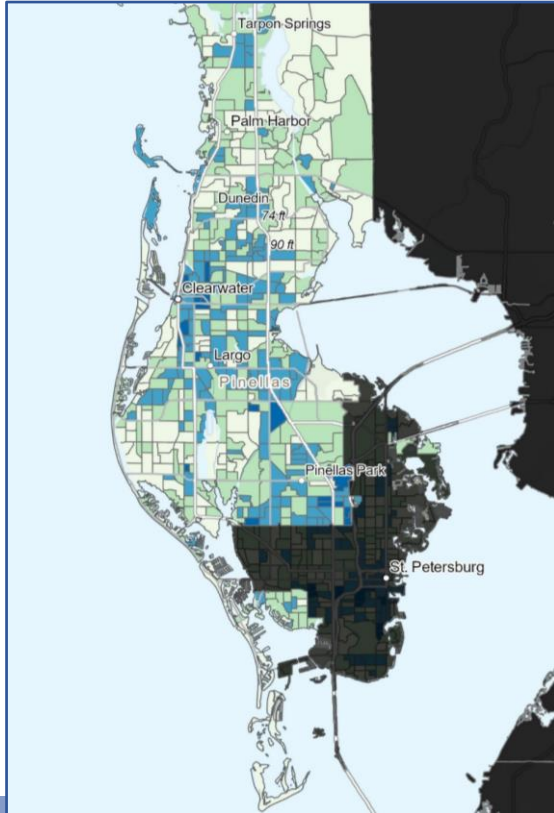 Tarpon Springs
Palm Harbor
Dunedin
74 ft
90 ft
Clearwater
Largo
Pinellas
Pinellas Park
St. Petersburg